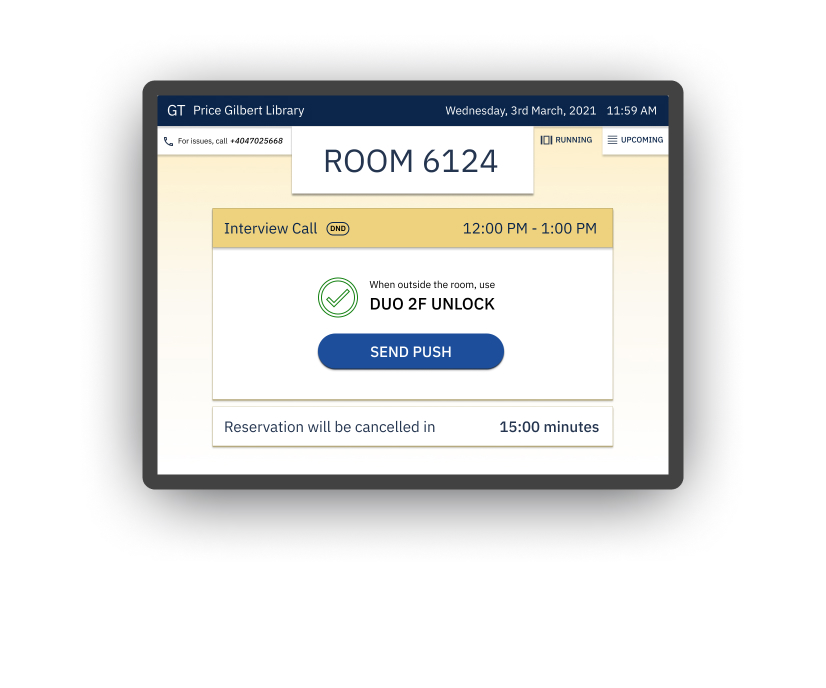 GT Price Gilbert Library Wednesday, 3rd March, 2021 11:59 AM
For issues, call +4047025668
ROOM 6124
RUNNING
UPCOMING
Interview Call DND 12:00 PM - 1:00 PM
When outside the room, use
DUO 2F UNLOCK
SEND PUSH
Reservation will be cancelled in 15:00 minutes